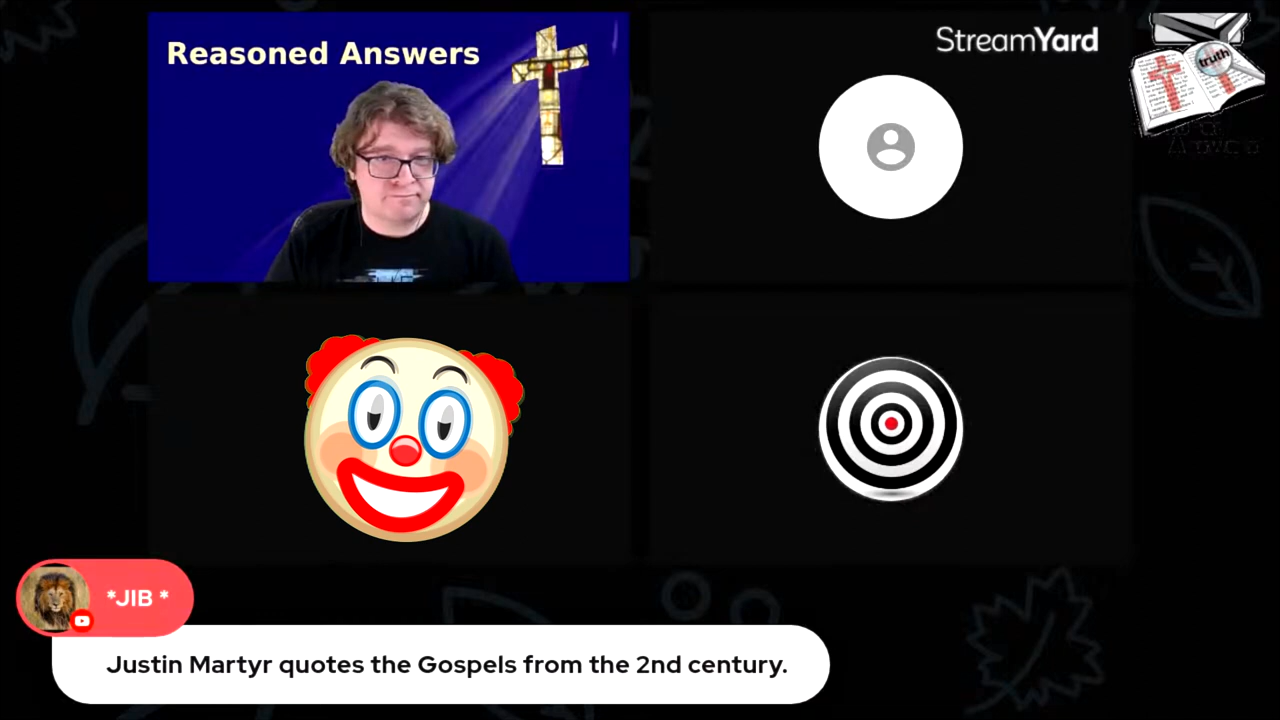 Reasoned Answers
StreamYard
truth
*JIB *
Justin Martyr quotes the Gospels from the 2nd century.